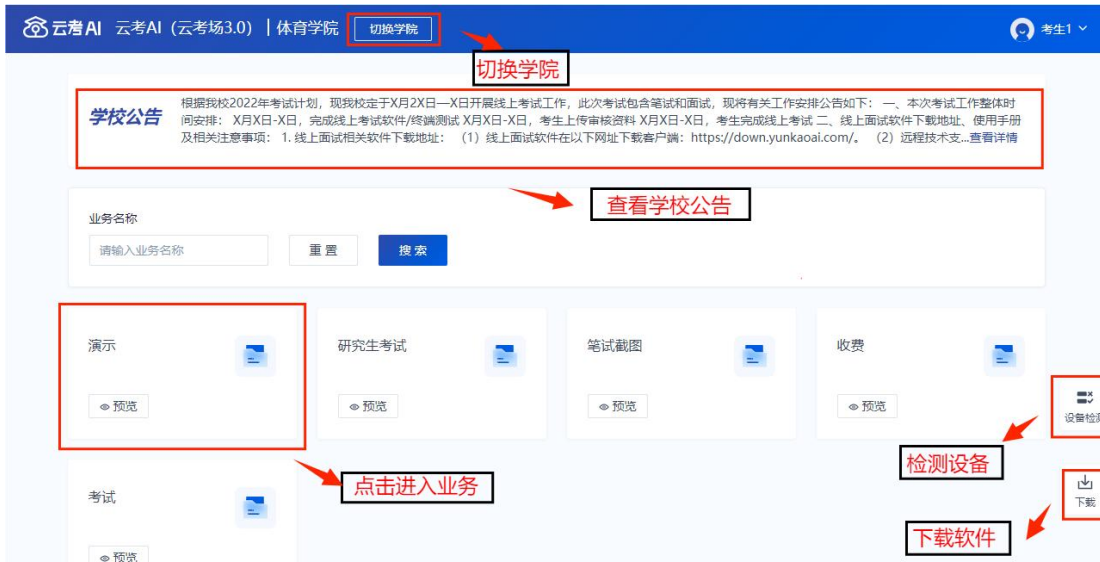 云考AI 云考AI (云考场3.0) | 体育学院 切换学院 考生1
切换学院
学校公告
根据我校2022年考试计划，现我校定于X月2X日—X日开展线上考试工作，此次考试包含笔试和面试，现将有关工作安排公告如下： 一、本次考试工作整体时
间安排： X月X日-X日，完成线上考试软件/终端测试 X月X日-X日，考生上传审核资料 X月X日-X日，考生完成线上考试 二、线上面试软件下载地址、使用手册
及相关注意事项： 1. 线上面试相关软件下载地址： （1）线上面试软件在以下网址下载客户端：https://down.yunkaoai.com/。 （2）远程技术支...查看详情
查看学校公告
业务名称
请输入业务名称 重置 搜索
演示 研究生考试 笔试截图 收费
预览 预览 预览 预览
设备检测
检测设备
点击进入业务
考试
下载
下载软件
预览